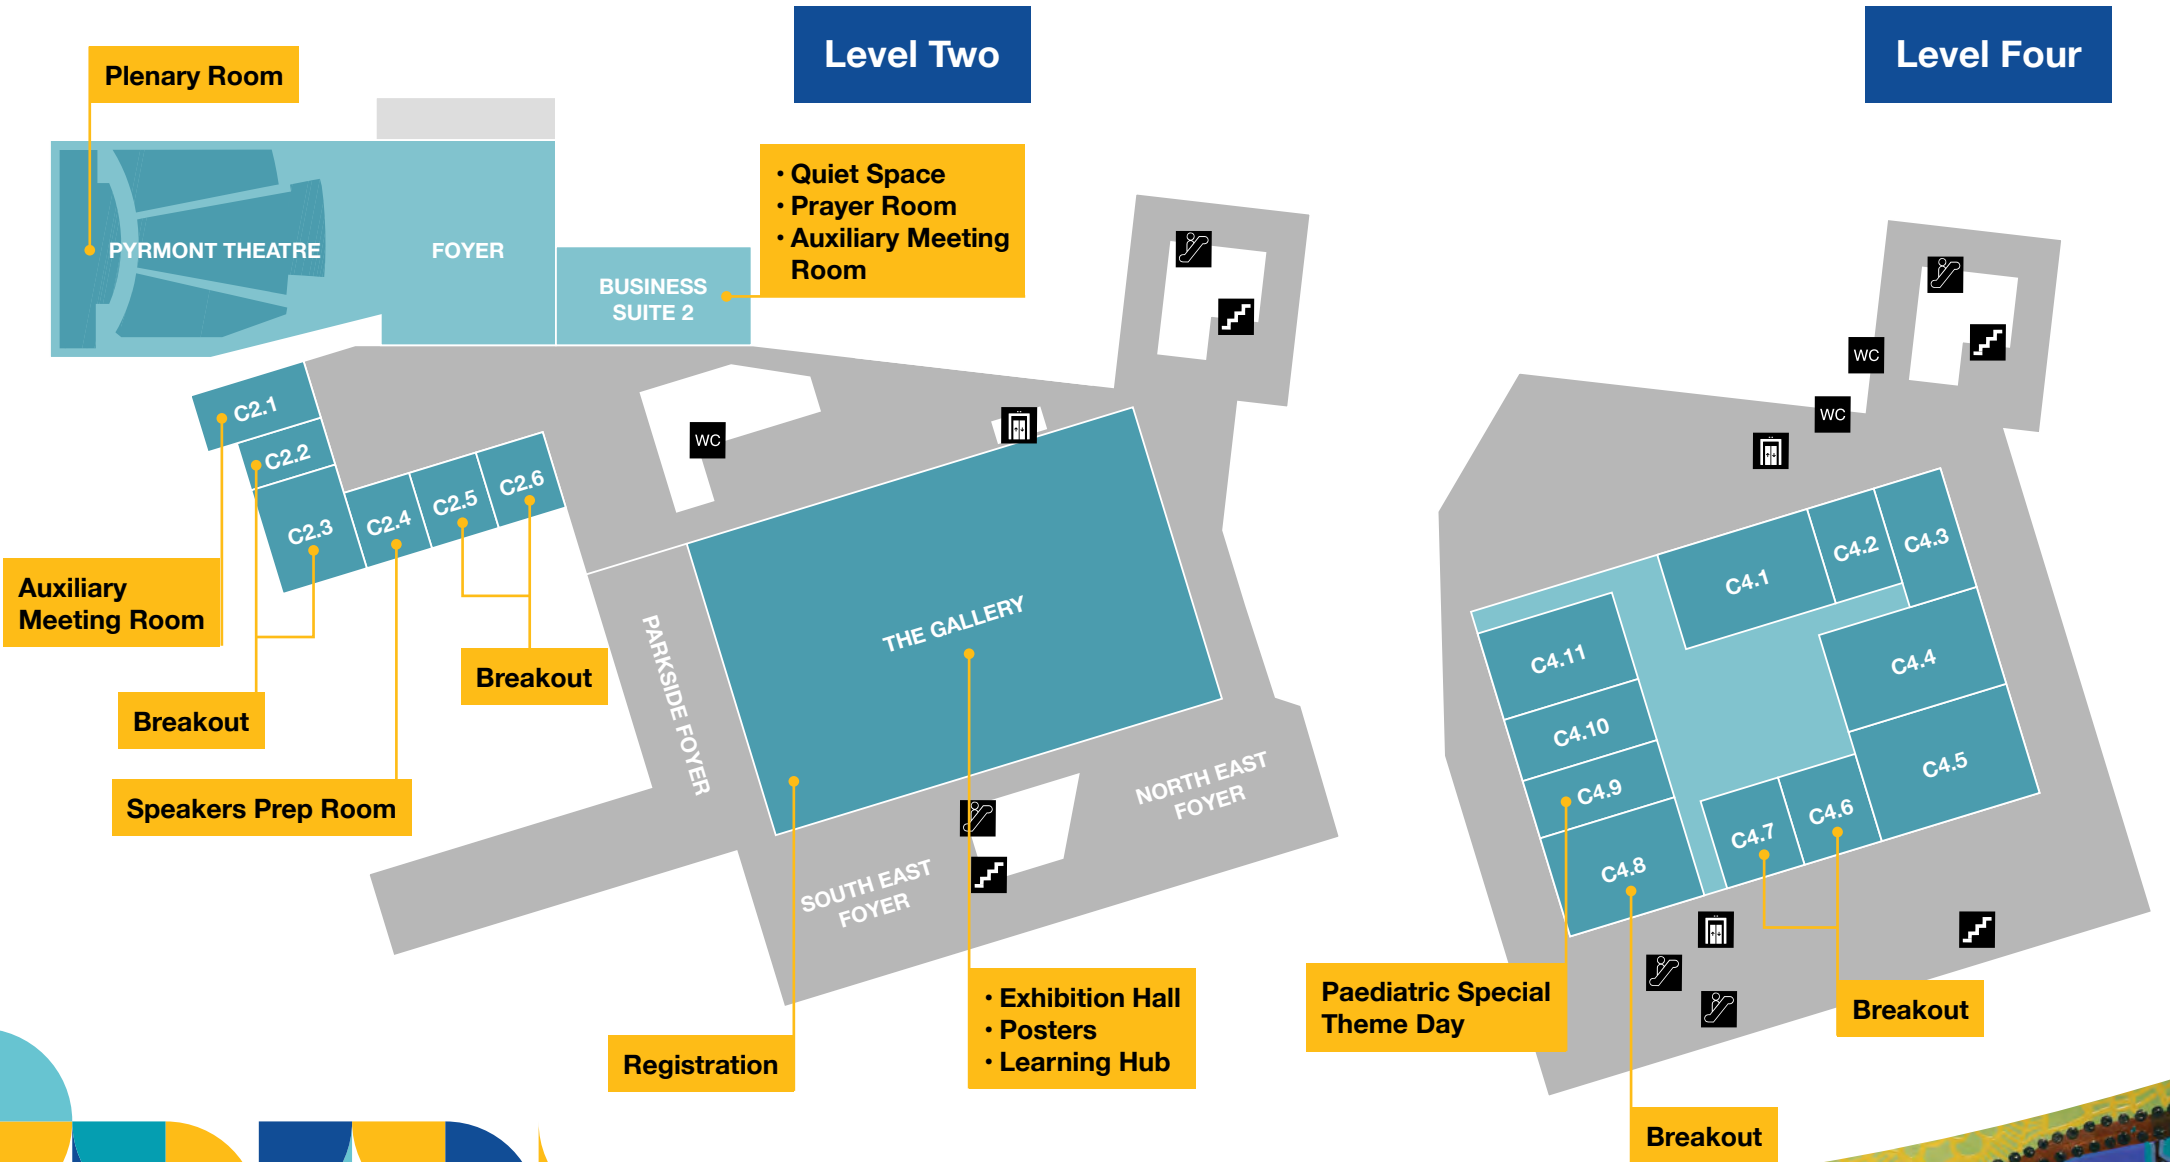 Level Two
Level Four
Plenary Room
• Quiet Space
• Prayer Room
• Auxiliary Meeting
Room
PYRMONT THEATRE
FOYER
BUSINESS
SUITE 2
C2.1
C2.2
C2.3
C2.4
C2.5
C2.6
WC
Auxiliary
Meeting Room
Breakout
Speakers Prep Room
Breakout
PARKSIDE FOYER
THE GALLERY
NORTH EAST
FOYER
SOUTH EAST
FOYER
Registration
• Exhibition Hall
• Posters
• Learning Hub
WC
WC
C4.1
C4.2
C4.3
C4.4
C4.5
C4.6
C4.7
C4.8
C4.9
C4.10
C4.11
Paediatric Special
Theme Day
Breakout
Breakout